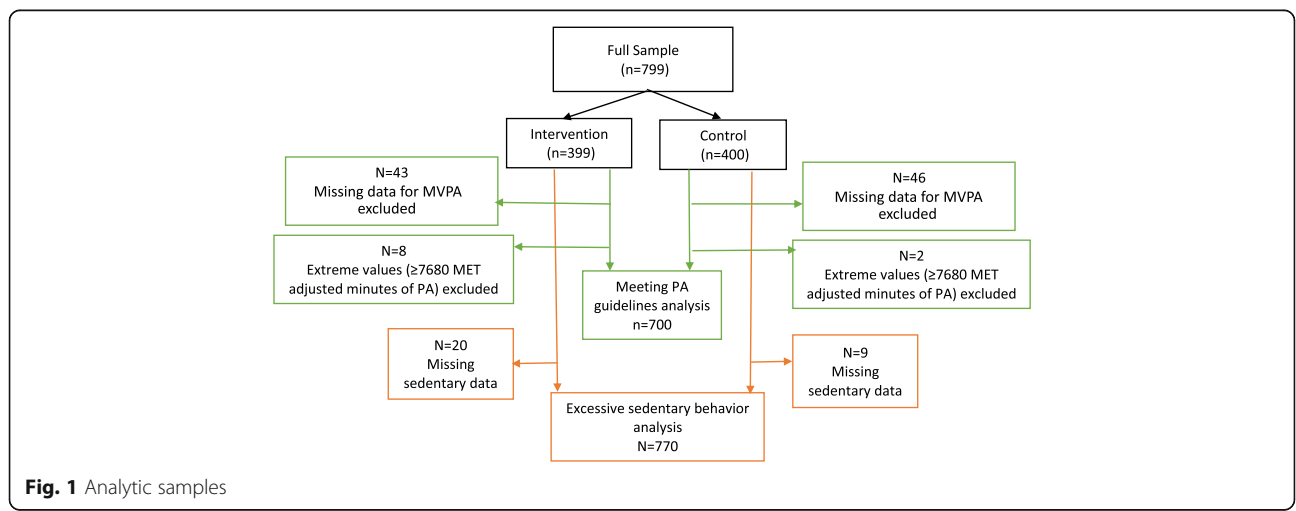 Full Sample
(n=799)
Intervention
(n=399)
Control
(n=400)
N=43
Missing data for MVPA
excluded
N=46
Missing data for MVPA
excluded
N=8
Extreme values (≥7680 MET
adjusted minutes of PA) excluded
N=2
Extreme values (≥7680 MET
adjusted minutes of PA) excluded
Meeting PA
guidelines analysis
n=700
N=20
Missing
sedentary data
N=9
Missing
sedentary data
Excessive sedentary behavior
analysis
N=770
Fig. 1 Analytic samples